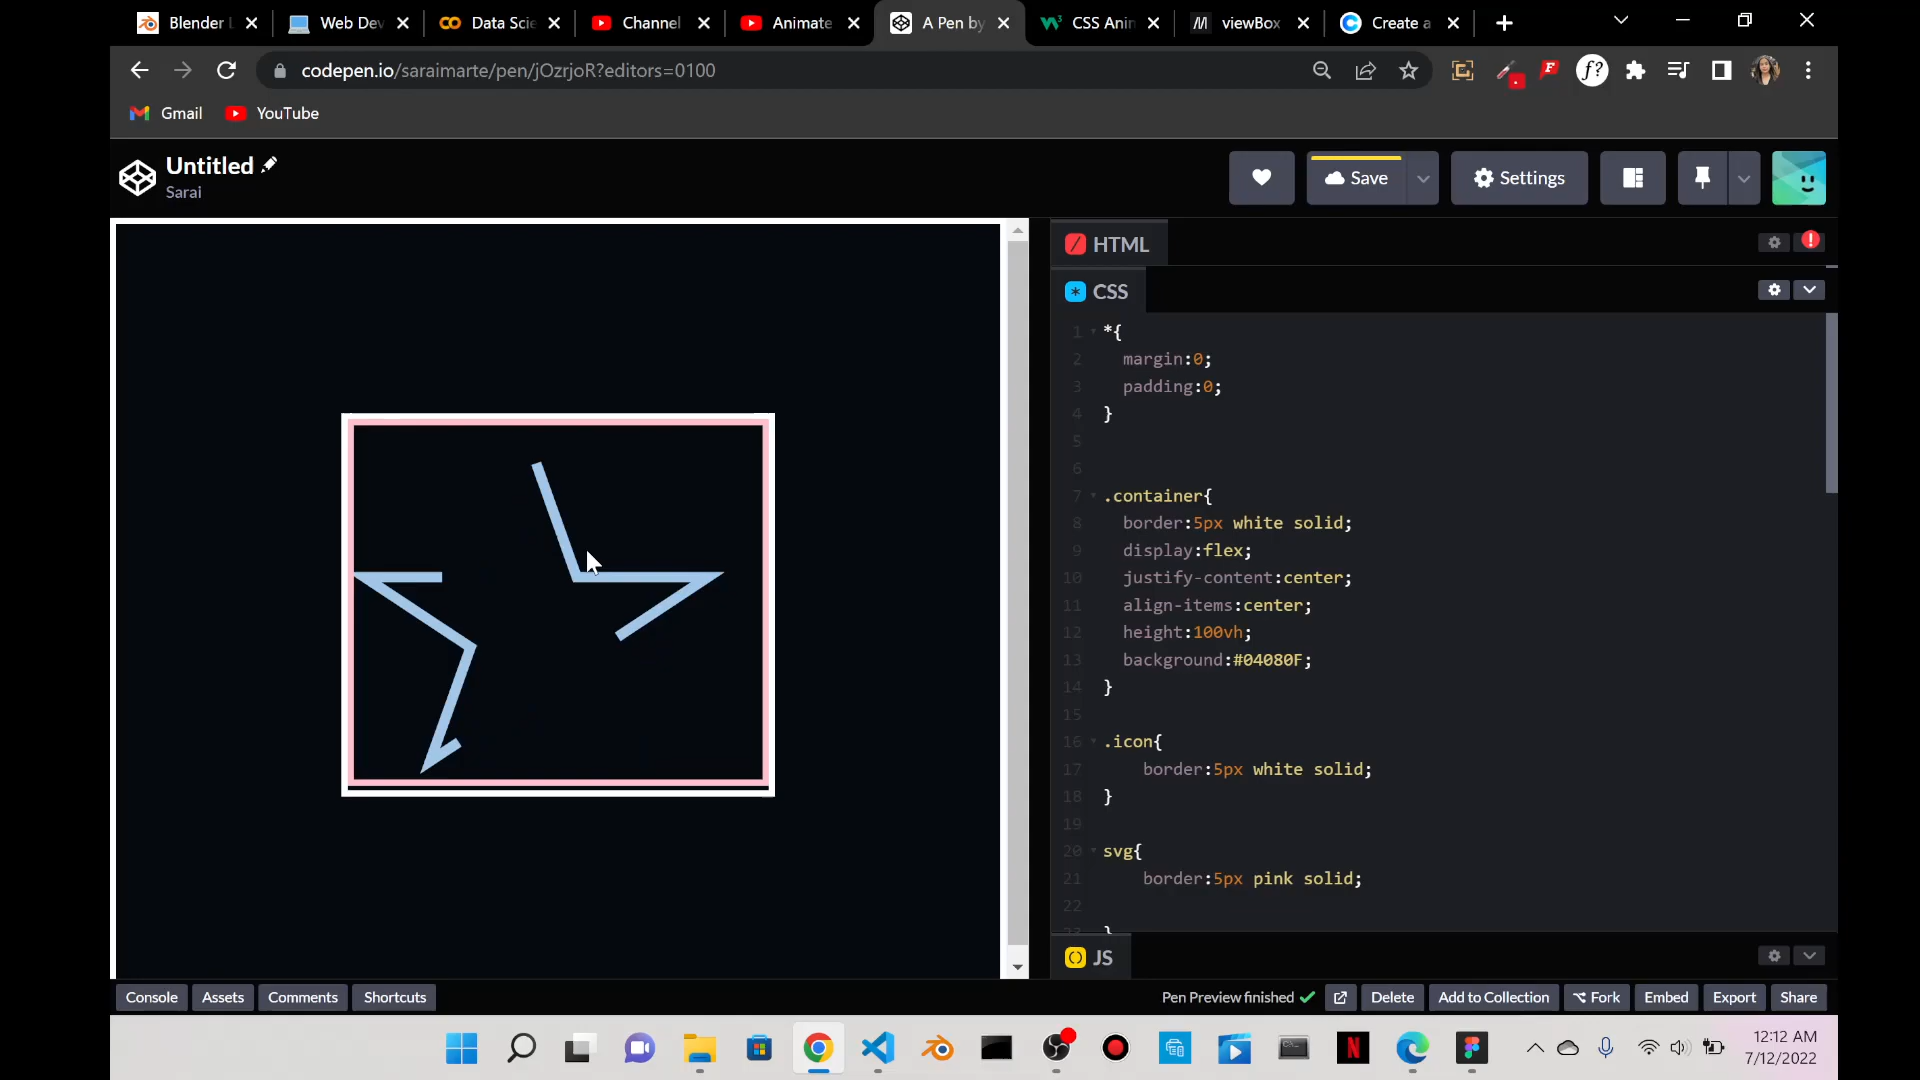 Blender L
Web Dev
Data Scie
Channel
Animate
A Pen by
CSS Anim
viewBox
Create a
codepen.io/saraimarte/pen/jOzrjoR?editors=0100
f?
Gmail
YouTube
Untitled
Sarai
Save
Settings
HTML
CSS
1 *{
2 margin:0;
3 padding:0;
4 }
5
6
7 .container{
8 border:5px white solid;
9 display:flex;
10 justify-content:center;
11 align-items:center;
12 height:100vh;
13 background:#04080F;
14 }
15
16 .icon{
17 border:5px white solid;
18 }
19
20 svg{
21 border:5px pink solid;
22
23 }
JS
Console
Assets
Comments
Shortcuts
Pen Preview finished
Delete
Add to Collection
Fork
Embed
Export
Share
12:12 AM
7/12/2022